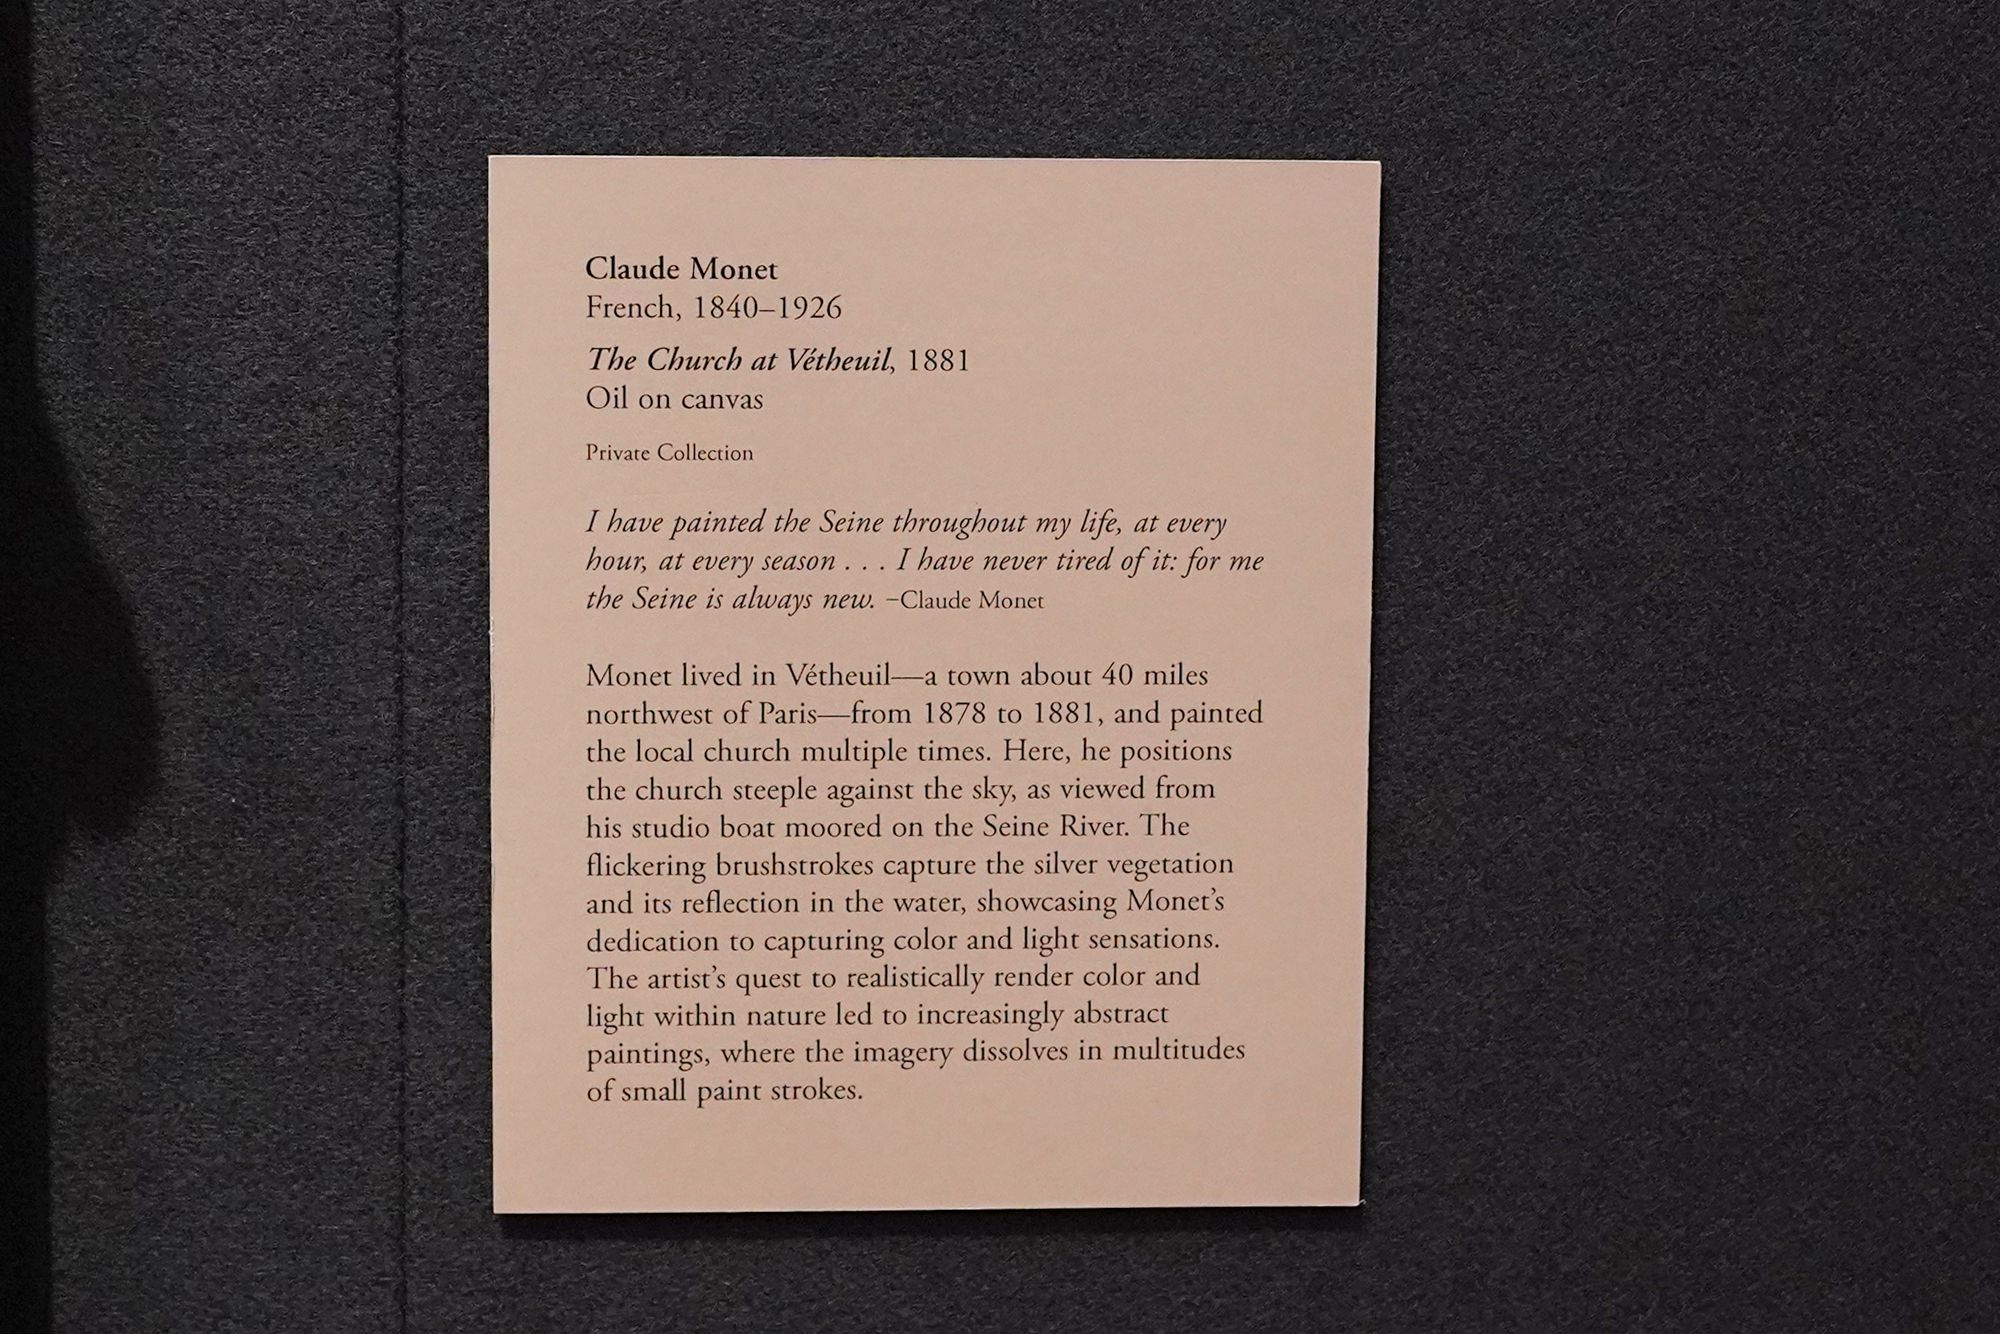 Claude Monet
French, 1840–1926
The Church at Vétheuil, 1881
Oil on canvas
Private Collection
I have painted the Seine throughout my life, at every
hour, at every season . . . I have never tired of it: for me
the Seine is always new. –Claude Monet
Monet lived in Vétheuil—a town about 40 miles
northwest of Paris—from 1878 to 1881, and painted
the local church multiple times. Here, he positions
the church steeple against the sky, as viewed from
his studio boat moored on the Seine River. The
flickering brushstrokes capture the silver vegetation
and its reflection in the water, showcasing Monet’s
dedication to capturing color and light sensations.
The artist’s quest to realistically render color and
light within nature led to increasingly abstract
paintings, where the imagery dissolves in multitudes
of small paint strokes.